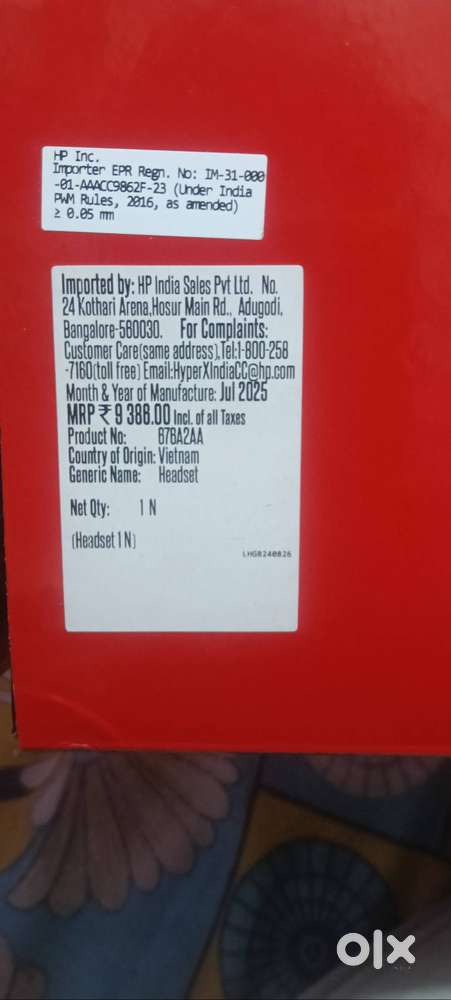 HP Inc.
Importer EPR Regn. No: IM-31-000
-01-AAACC9862F-23 (Under India
PWM Rules, 2016, as amended)
≥ 0.05 mm
Imported by: HP India Sales Pvt Ltd. No.
24 Kothari Arena,Hosur Main Rd., Adugodi,
Bangalore-560030. For Complaints:
Customer Care(same address),Tel:1-800-258
-7160(toll free) Email:HyperXIndiaCC@hp.com
Month & Year of Manufacture: Jul 2025
MRP ₹ 9 388.00 Incl. of all Taxes
Product No: 676A2AA
Country of Origin: Vietnam
Generic Name: Headset
Net Qty: 1 N
(Headset 1 N)
LHG8240826
olx